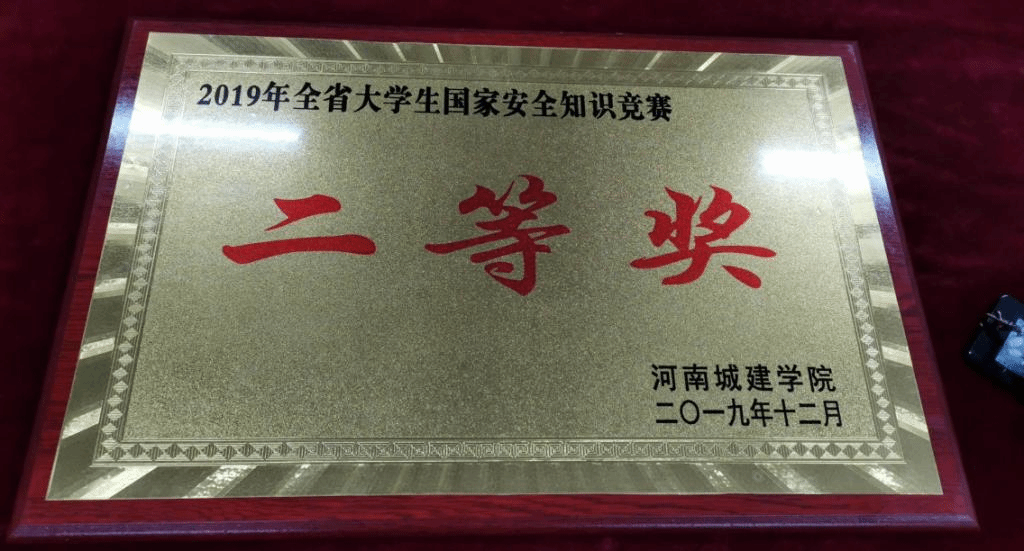 2019年全省大学生国家安全知识竞赛
二等奖
河南城建学院
二〇一九年十二月